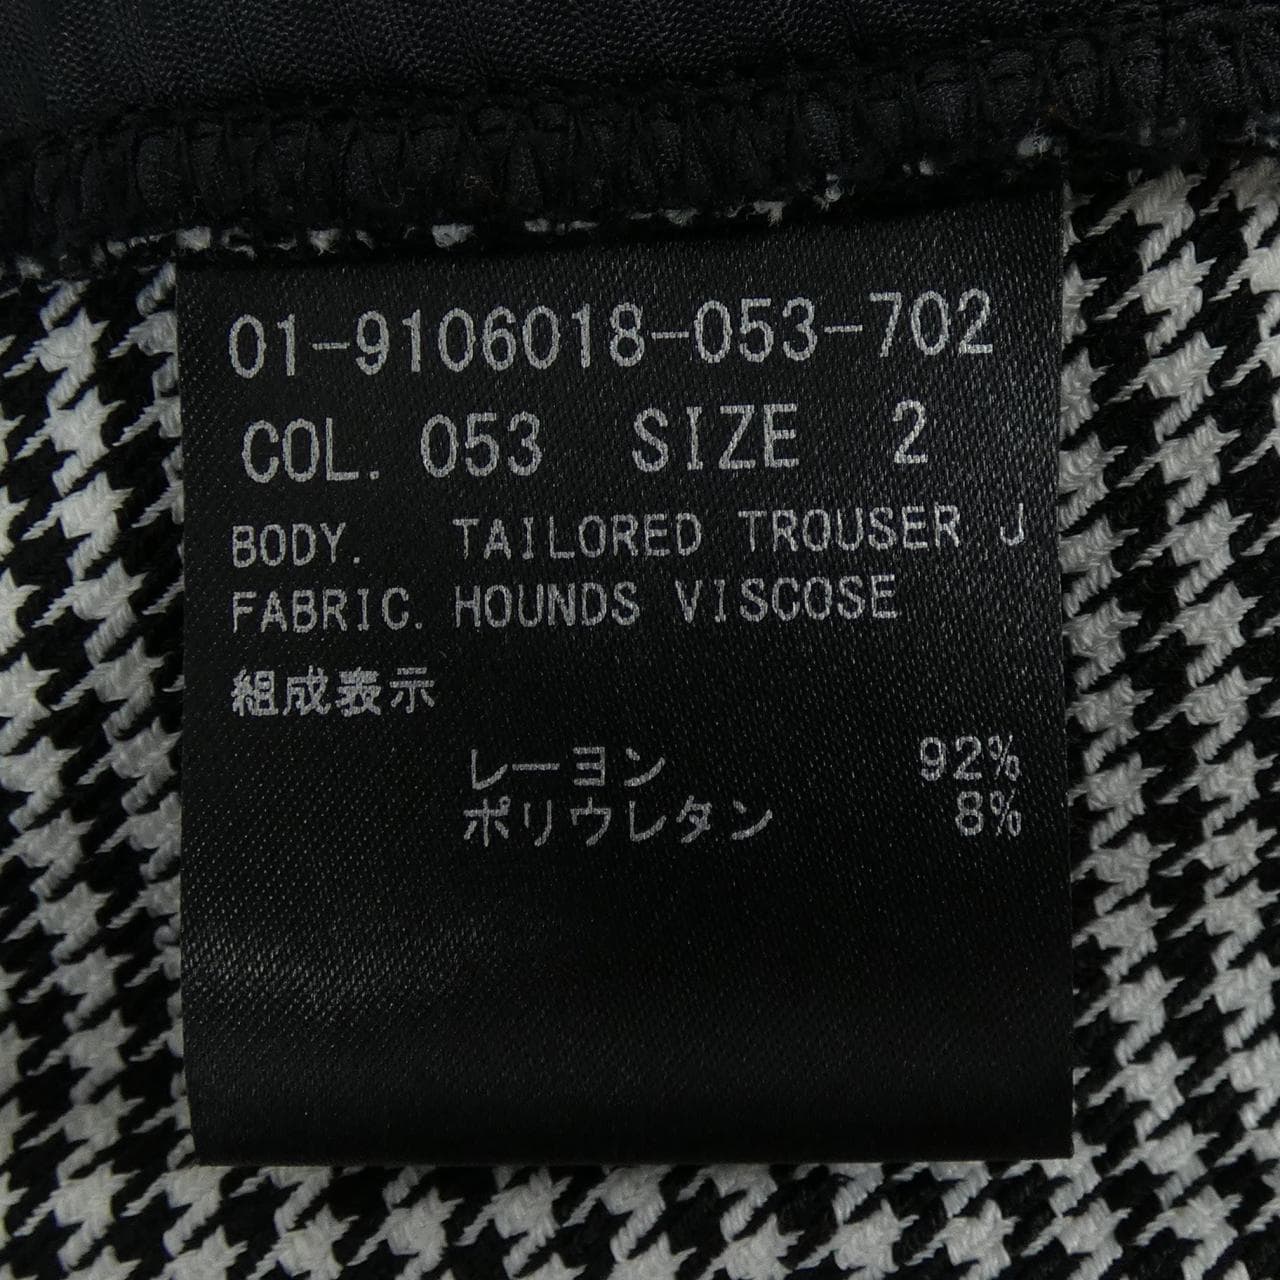 01-9106018-053-702
COL. 053 SIZE 2
BODY. TAILORED TROUSER J
FABRIC. HOUNDS VISCOSE
組成表示
レーヨン 92%
ポリウレタン 8%